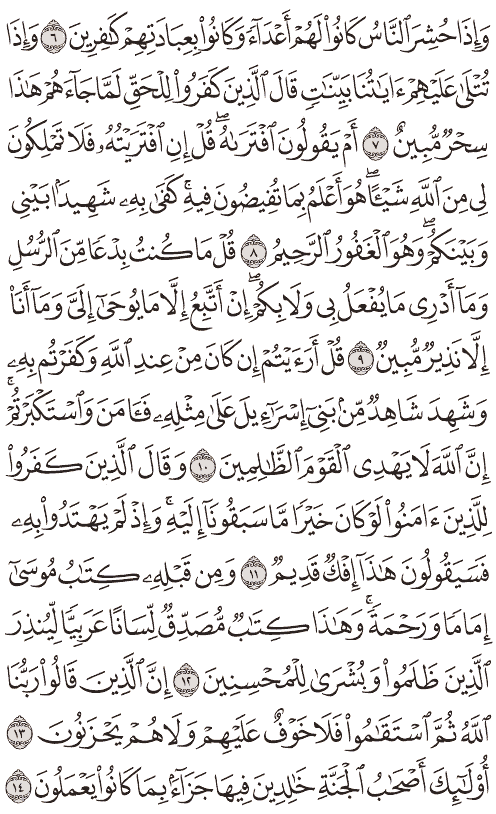 وَإِذَا حُشِرَ ٱلنَّاسُ كَانُوا۟ لَهُمْ أَعْدَآءً وَكَانُوا۟ بِعِبَادَتِهِمْ كَٰفِرِينَ ٦ وَإِذَا
تُتْلَىٰ عَلَيْهِمْ ءَايَٰتُنَا بَيِّنَٰتٍ قَالَ ٱلَّذِينَ كَفَرُوا۟ لِلْحَقِّ لَمَّا جَآءَهُمْ هَٰذَا
سِحْرٌ مُّبِينٌ ٧ أَمْ يَقُولُونَ ٱفْتَرَىٰهُ ۖ قُلْ إِنِ ٱفْتَرَيْتُهُۥ فَلَا تَمْلِكُونَ
لِى مِنَ ٱللَّهِ شَيْـًٔا ۖ هُوَ أَعْلَمُ بِمَا تُفِيضُونَ فِيهِ ۖ كَفَىٰ بِهِۦ شَهِيدًۢا بَيْنِى
وَبَيْنَكُمْ ۖ وَهُوَ ٱلْغَفُورُ ٱلرَّحِيمُ ٨ قُلْ مَا كُنتُ بِدْعًا مِّنَ ٱلرُّسُلِ
وَمَآ أَدْرِى مَا يُفْعَلُ بِى وَلَا بِكُمْ ۖ إِنْ أَتَّبِعُ إِلَّا مَا يُوحَىٰٓ إِلَىَّ وَمَآ أَنَا۠
إِلَّا نَذِيرٌ مُّبِينٌ ٩ قُلْ أَرَءَيْتُمْ إِن كَانَ مِنْ عِندِ ٱللَّهِ وَكَفَرْتُم بِهِۦ
وَشَهِدَ شَاهِدٌ مِّنۢ بَنِىٓ إِسْرَٰٓءِيلَ عَلَىٰ مِثْلِهِۦ فَـَٔامَنَ وَٱسْتَكْبَرْتُمْ ۚ
إِنَّ ٱللَّهَ لَا يَهْدِى ٱلْقَوْمَ ٱلظَّٰلِمِينَ ١٠ وَقَالَ ٱلَّذِينَ كَفَرُوا۟
لِلَّذِينَ ءَامَنُوا۟ لَوْ كَانَ خَيْرًا مَّا سَبَقُونَآ إِلَيْهِ ۚ وَإِذْ لَمْ يَهْتَدُوا۟ بِهِۦ
فَسَيَقُولُونَ هَٰذَآ إِفْكٌ قَدِيمٌ ١١ وَمِن قَبْلِهِۦ كِتَٰبُ مُوسَىٰٓ
إِمَامًا وَرَحْمَةً ۚ وَهَٰذَا كِتَٰبٌ مُّصَدِّقٌ لِّسَانًا عَرَبِيًّا لِّيُنذِرَ
ٱلَّذِينَ ظَلَمُوا۟ وَبُشْرَىٰ لِلْمُحْسِنِينَ ١٢ إِنَّ ٱلَّذِينَ قَالُوا۟ رَبُّنَا
ٱللَّهُ ثُمَّ ٱسْتَقَٰمُوا۟ فَلَا خَوْفٌ عَلَيْهِمْ وَلَا هُمْ يَحْزَنُونَ ١٣
أُو۟لَٰٓئِكَ أَصْحَٰبُ ٱلْجَنَّةِ خَٰلِدِينَ فِيهَا جَزَآءًۢ بِمَا كَانُوا۟ يَعْمَلُونَ ١٤